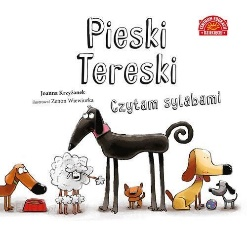 Pieski
Tereski
Joanna Krzyżanek
Zenon Wiewiurka
Czytam sylabami